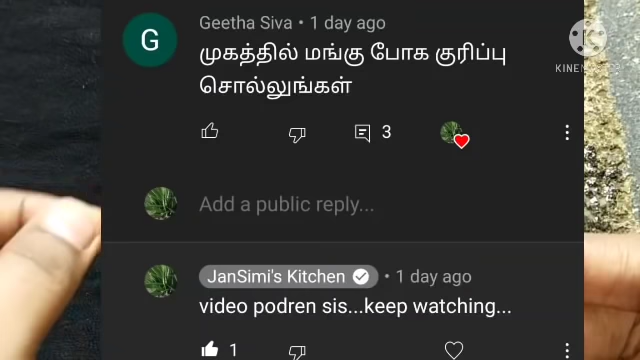 Geetha Siva • 1 day ago
G
முகத்தில் மங்கு போக குரிப்பு
சொல்லுங்கள்
3
Add a public reply...
JanSimi's Kitchen • 1 day ago
video podren sis...keep watching...
1